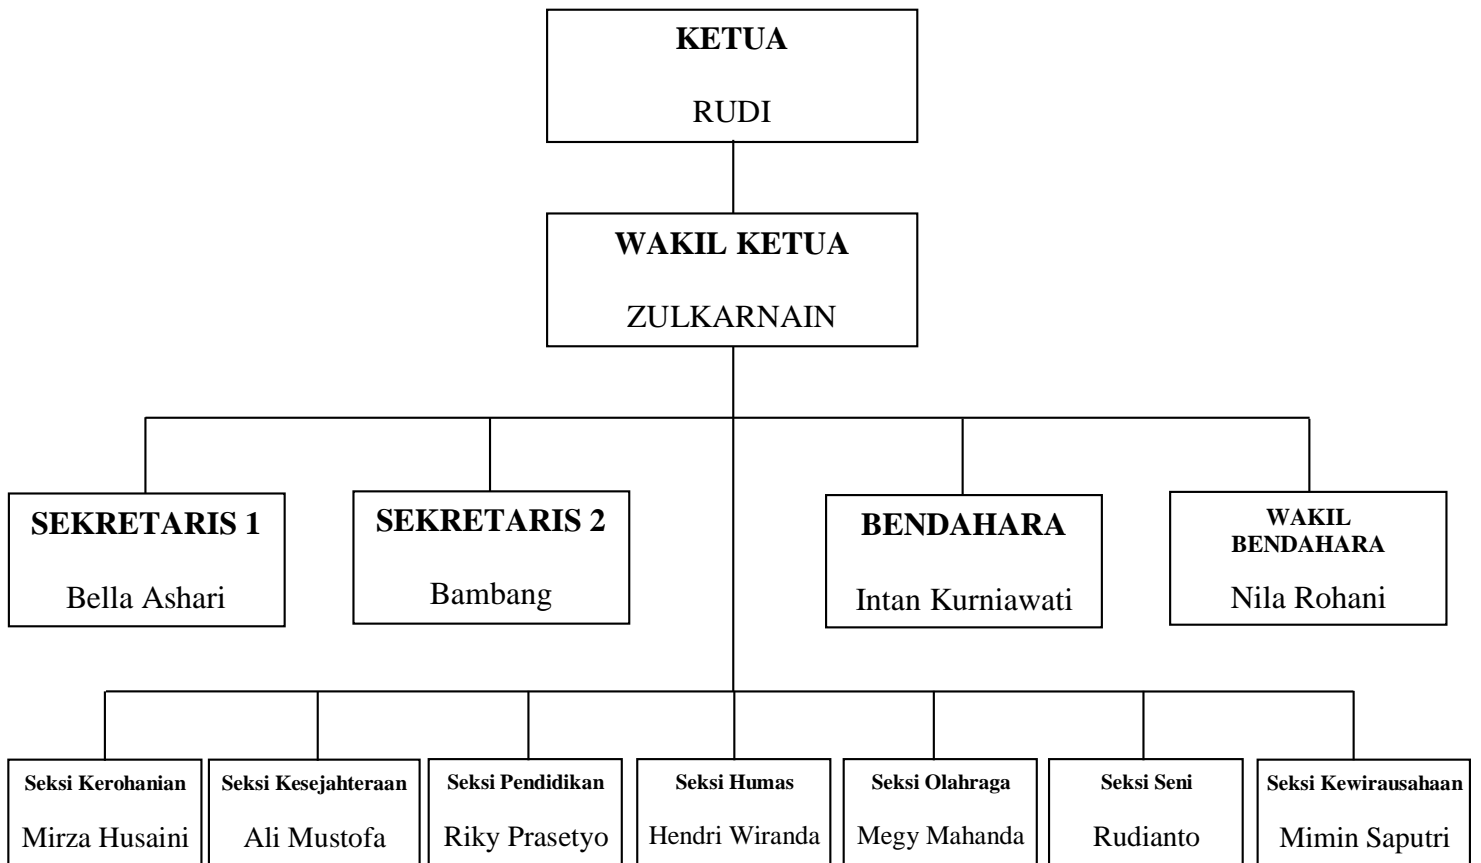 KETUA
RUDI
WAKIL KETUA
ZULKARNAIN
SEKRETARIS 1
Bella Ashari
SEKRETARIS 2
Bambang
BENDAHARA
Intan Kurniawati
WAKIL
BENDAHARA
Nila Rohani
Seksi Kerohanian
Mirza Husaini
Seksi Kesejahteraan
Ali Mustofa
Seksi Pendidikan
Riky Prasetyo
Seksi Humas
Hendri Wiranda
Seksi Olahraga
Megy Mahanda
Seksi Seni
Rudianto
Seksi Kewirausahaan
Mimin Saputri